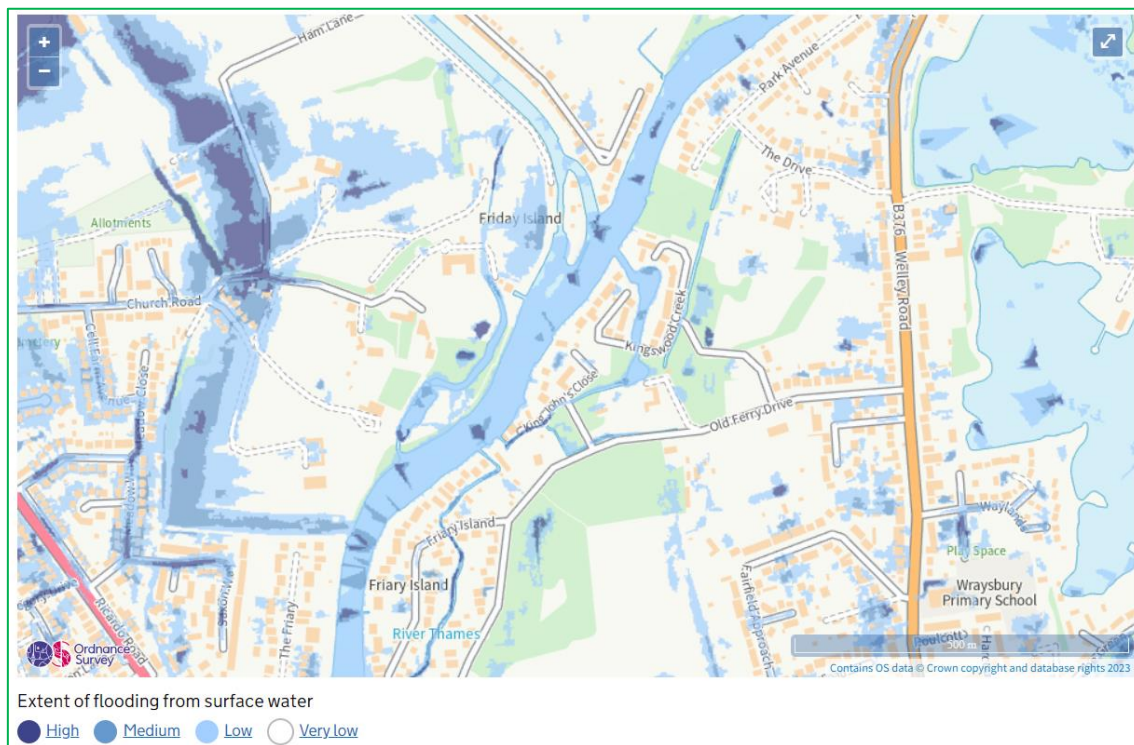 +
−
Ham Lane
Park Avenue
The Drive
Friday Island
Allotments
B376 Welley Road
Church Road
Kingswood Creek
King John's Close
Old Ferry Drive
Friary Island
Waylands
Play Space
Wraysbury
Primary School
Friary Island
Fairfield Approach
The Friary
River Thames
Ricardo Road
Ordnance
Survey
500 m
Contains OS data © Crown copyright and database rights 2023
Extent of flooding from surface water
High Medium Low Very low